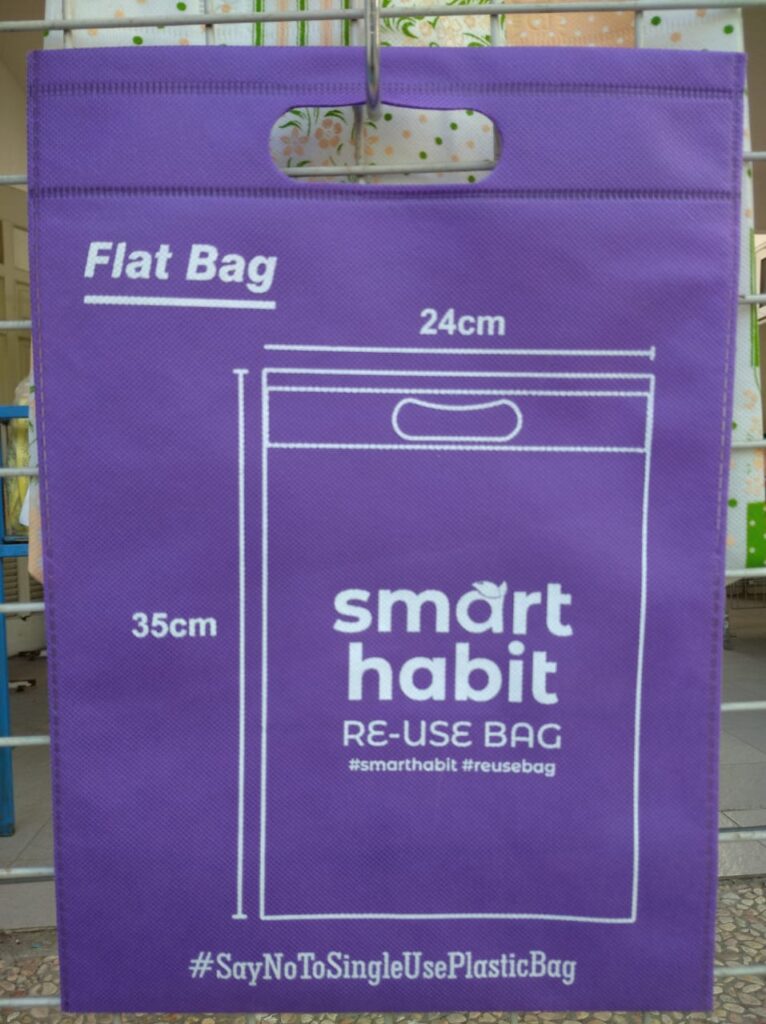 Flat Bag
24cm
35cm
smart
habit
RE-USE BAG
#smarthabit #reusebag
#SayNoToSingleUsePlasticBag